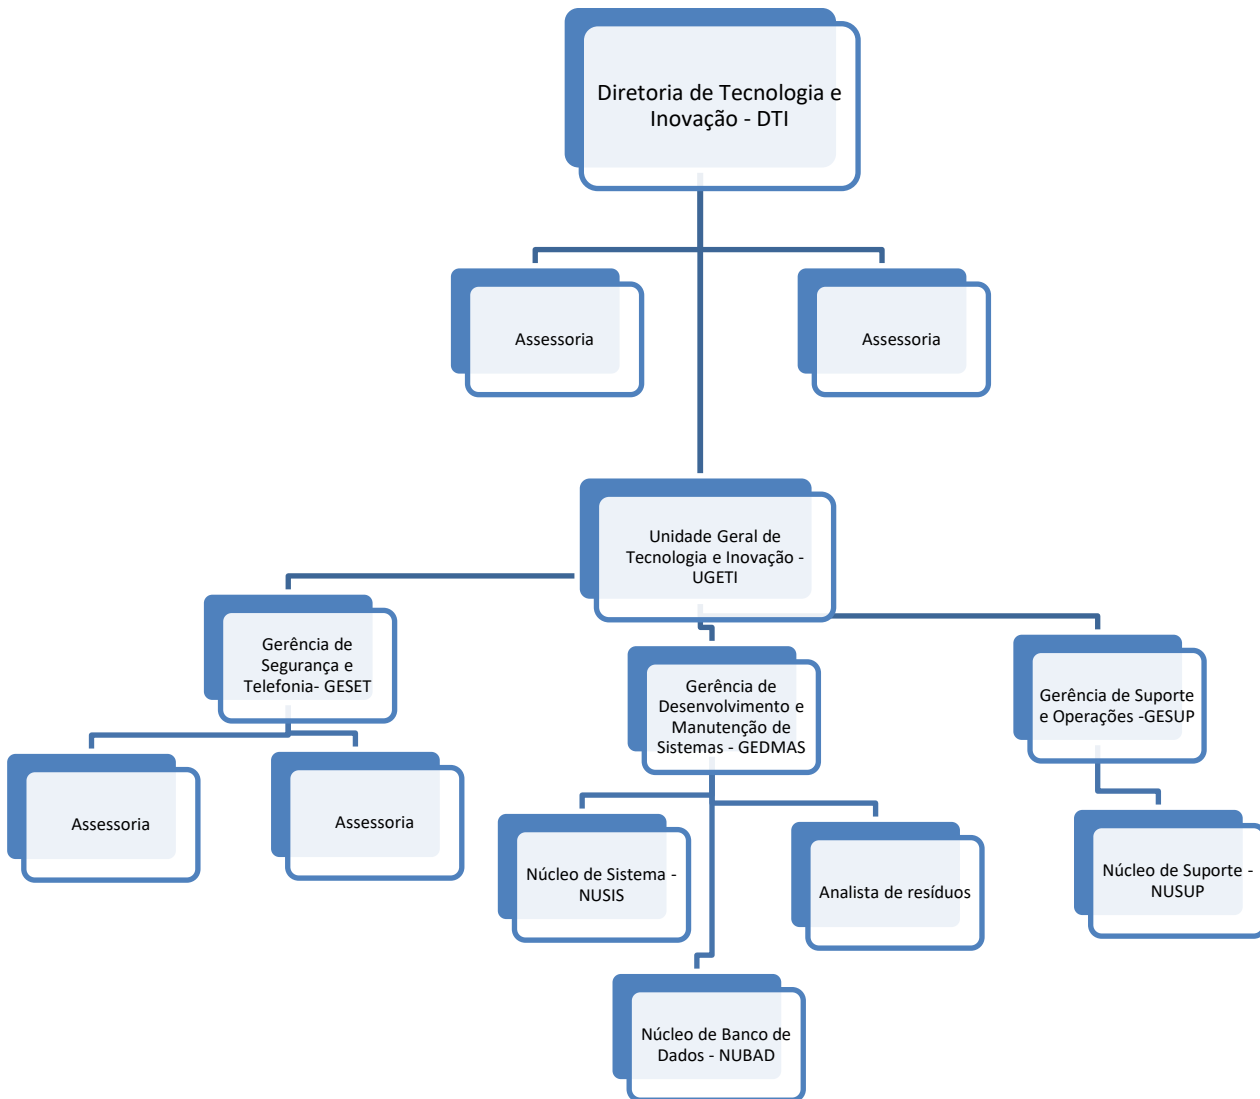 Diretoria de Tecnologia e
Inovação - DTI
Assessoria
Assessoria
Unidade Geral de
Tecnologia e Inovação -
UGETI
Gerência de
Segurança e
Telefonia- GESET
Gerência de
Desenvolvimento e
Manutenção de
Sistemas - GEDMAS
Gerência de Suporte
e Operações -GESUP
Assessoria
Assessoria
Núcleo de Sistema -
NUSIS
Analista de resíduos
Núcleo de Suporte -
NUSUP
Núcleo de Banco de
Dados - NUBAD